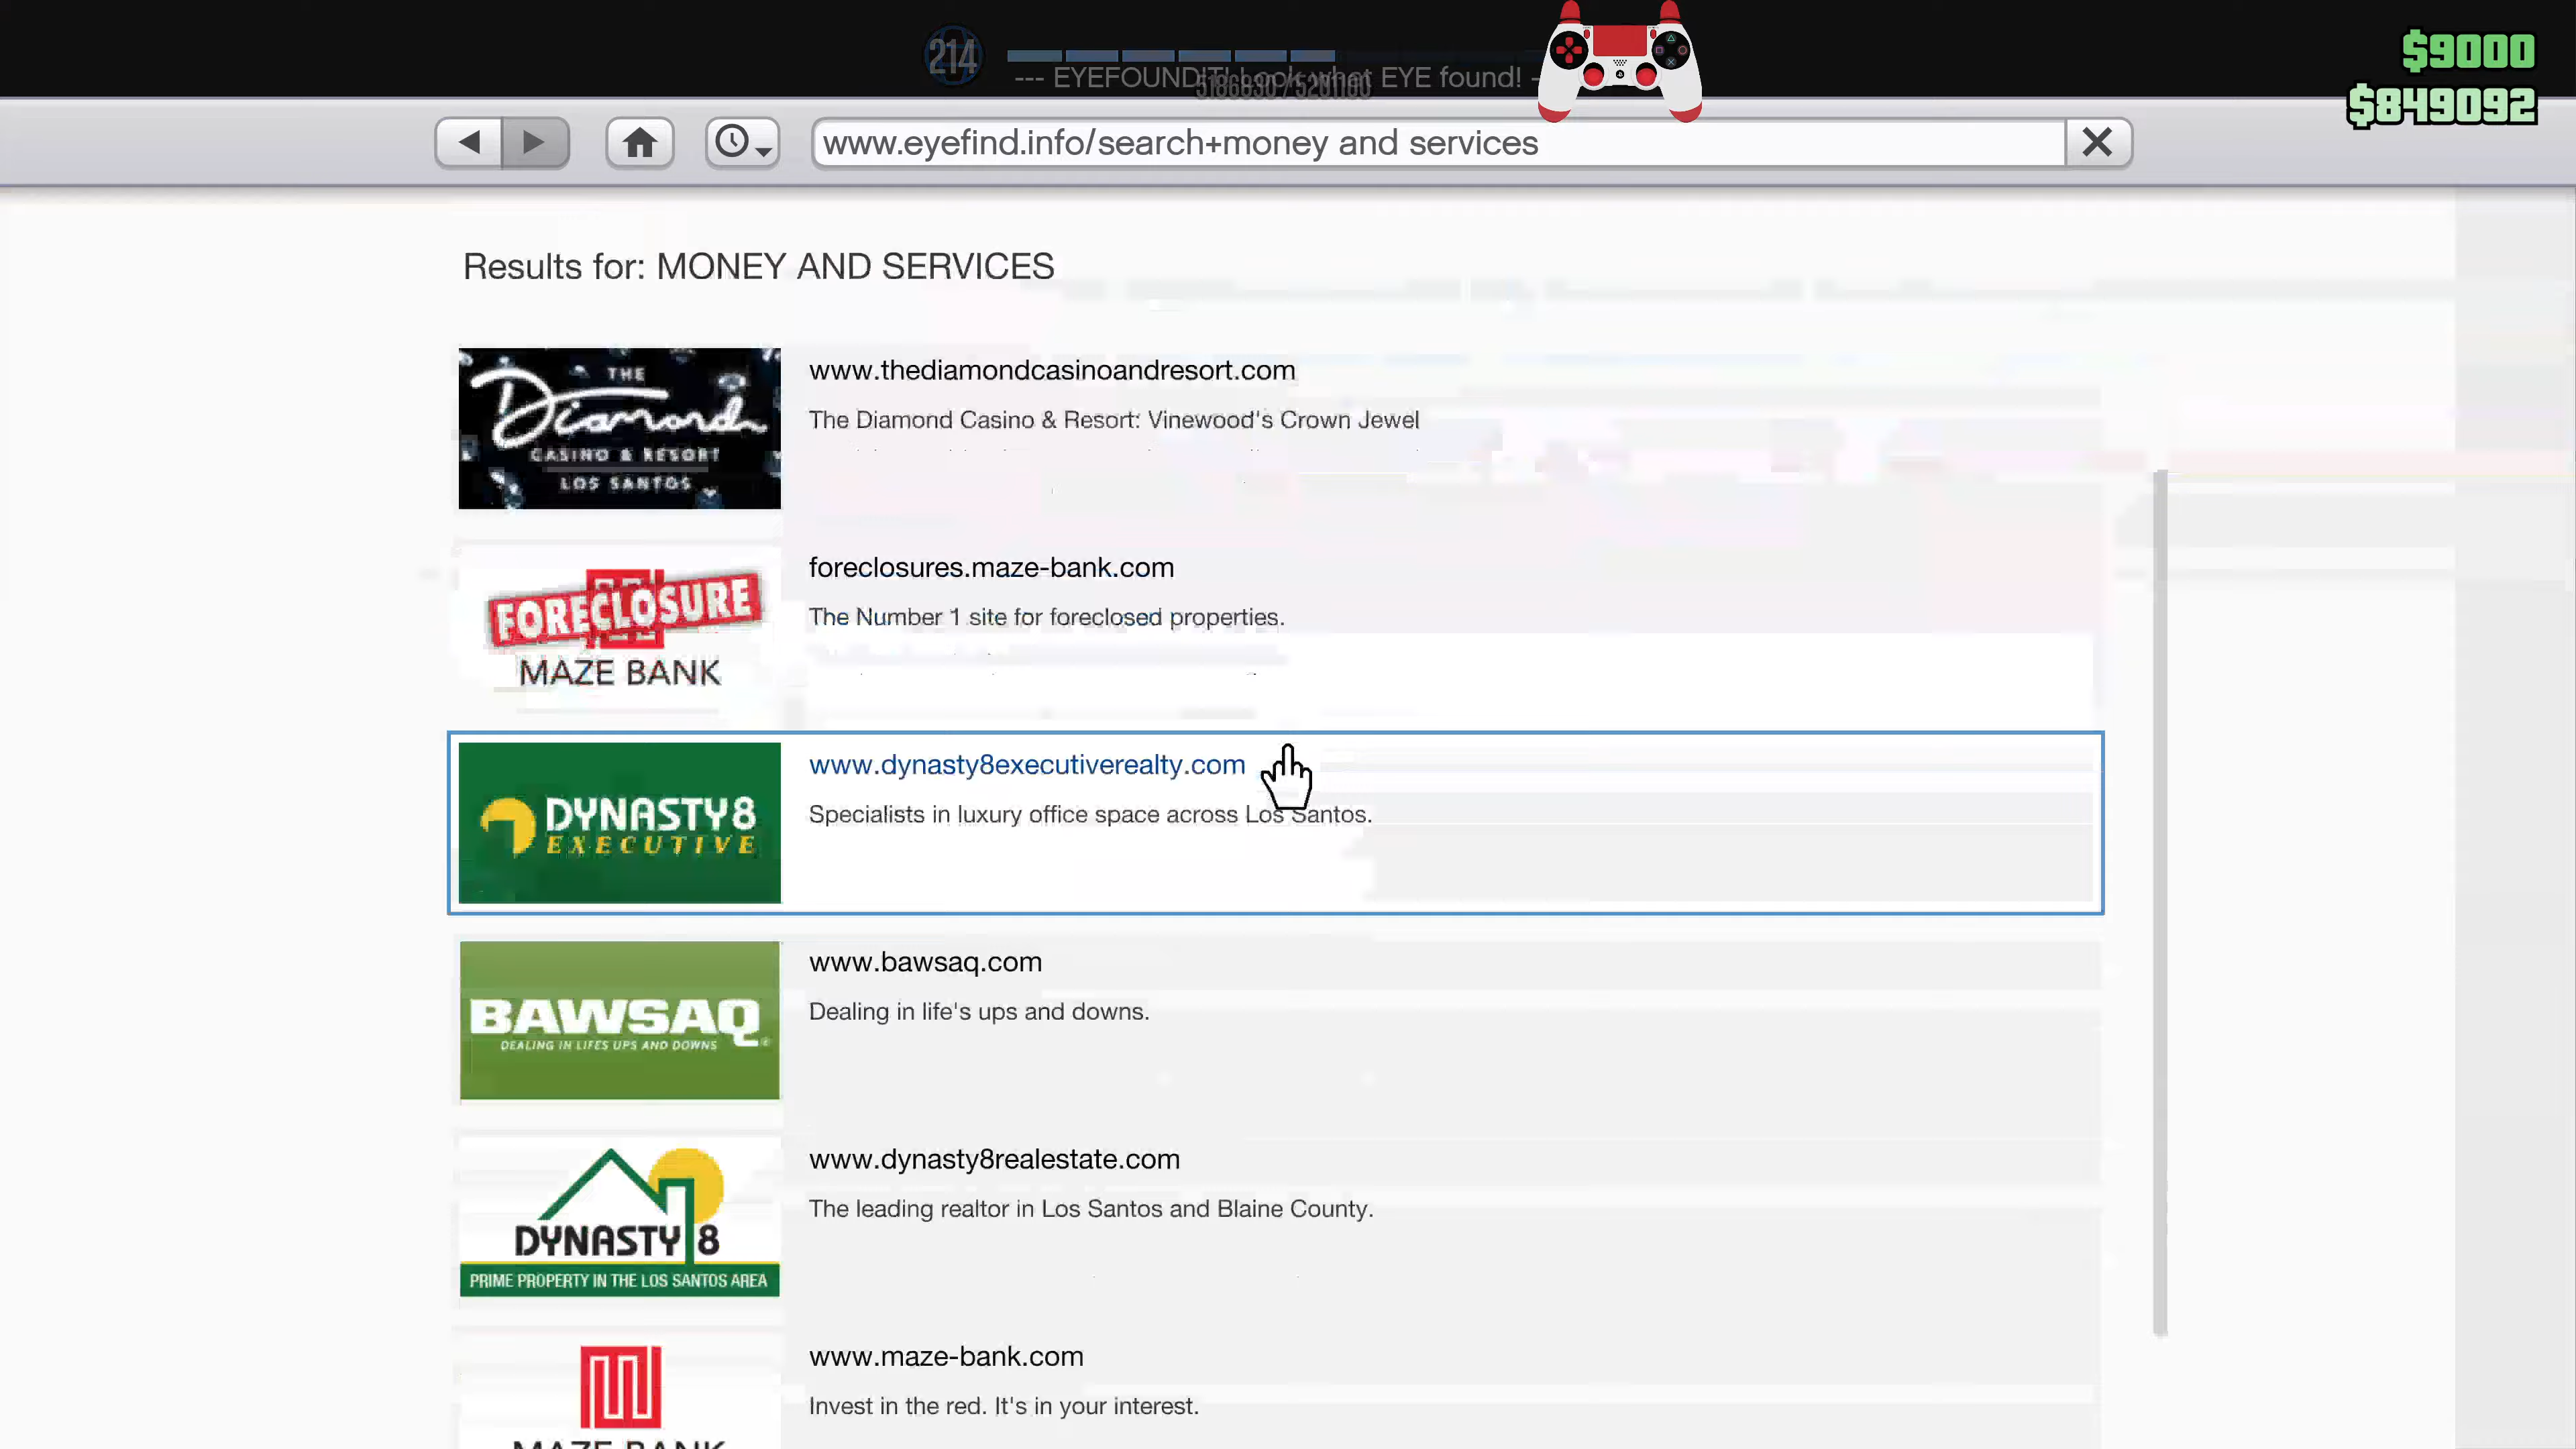 214
--- EYEFOUNDIT! Look what EYE found! -
$9000
$849092
www.eyefind.info/search+money and services
Results for: MONEY AND SERVICES
THE
Diamond
CASINO & RESORT
LOS SANTOS
www.thediamondcasinoandresort.com
The Diamond Casino & Resort: Vinewood's Crown Jewel
FORECLOSURE
MAZE BANK
foreclosures.maze-bank.com
The Number 1 site for foreclosed properties.
DYNASTY8
EXECUTIVE
www.dynasty8executiverealty.com
Specialists in luxury office space across Los Santos.
BAWSAQ
DEALING IN LIFES UPS AND DOWNS
www.bawsaq.com
Dealing in life's ups and downs.
DYNASTY 8
PRIME PROPERTY IN THE LOS SANTOS AREA
www.dynasty8realestate.com
The leading realtor in Los Santos and Blaine County.
MAZE BANK
www.maze-bank.com
Invest in the red. It's in your interest.